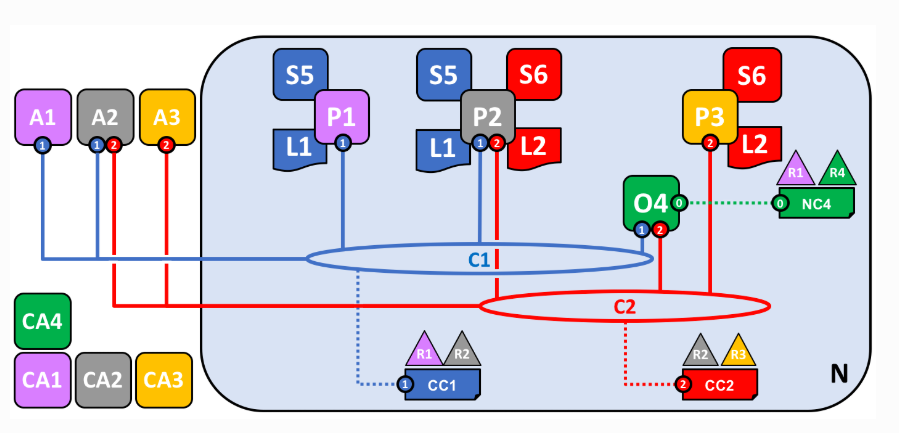 S5 S5 S6 S6
A1 A2 A3 P1 P2 P3
1 1 2 2 1 1 2 2
L1 L1 L2 L2
R1 R4
O4 0 0 NC4
1 2
C1
C2
CA4
R1 R2 R2 R3
CA1 CA2 CA3 1 CC1 2 CC2 N